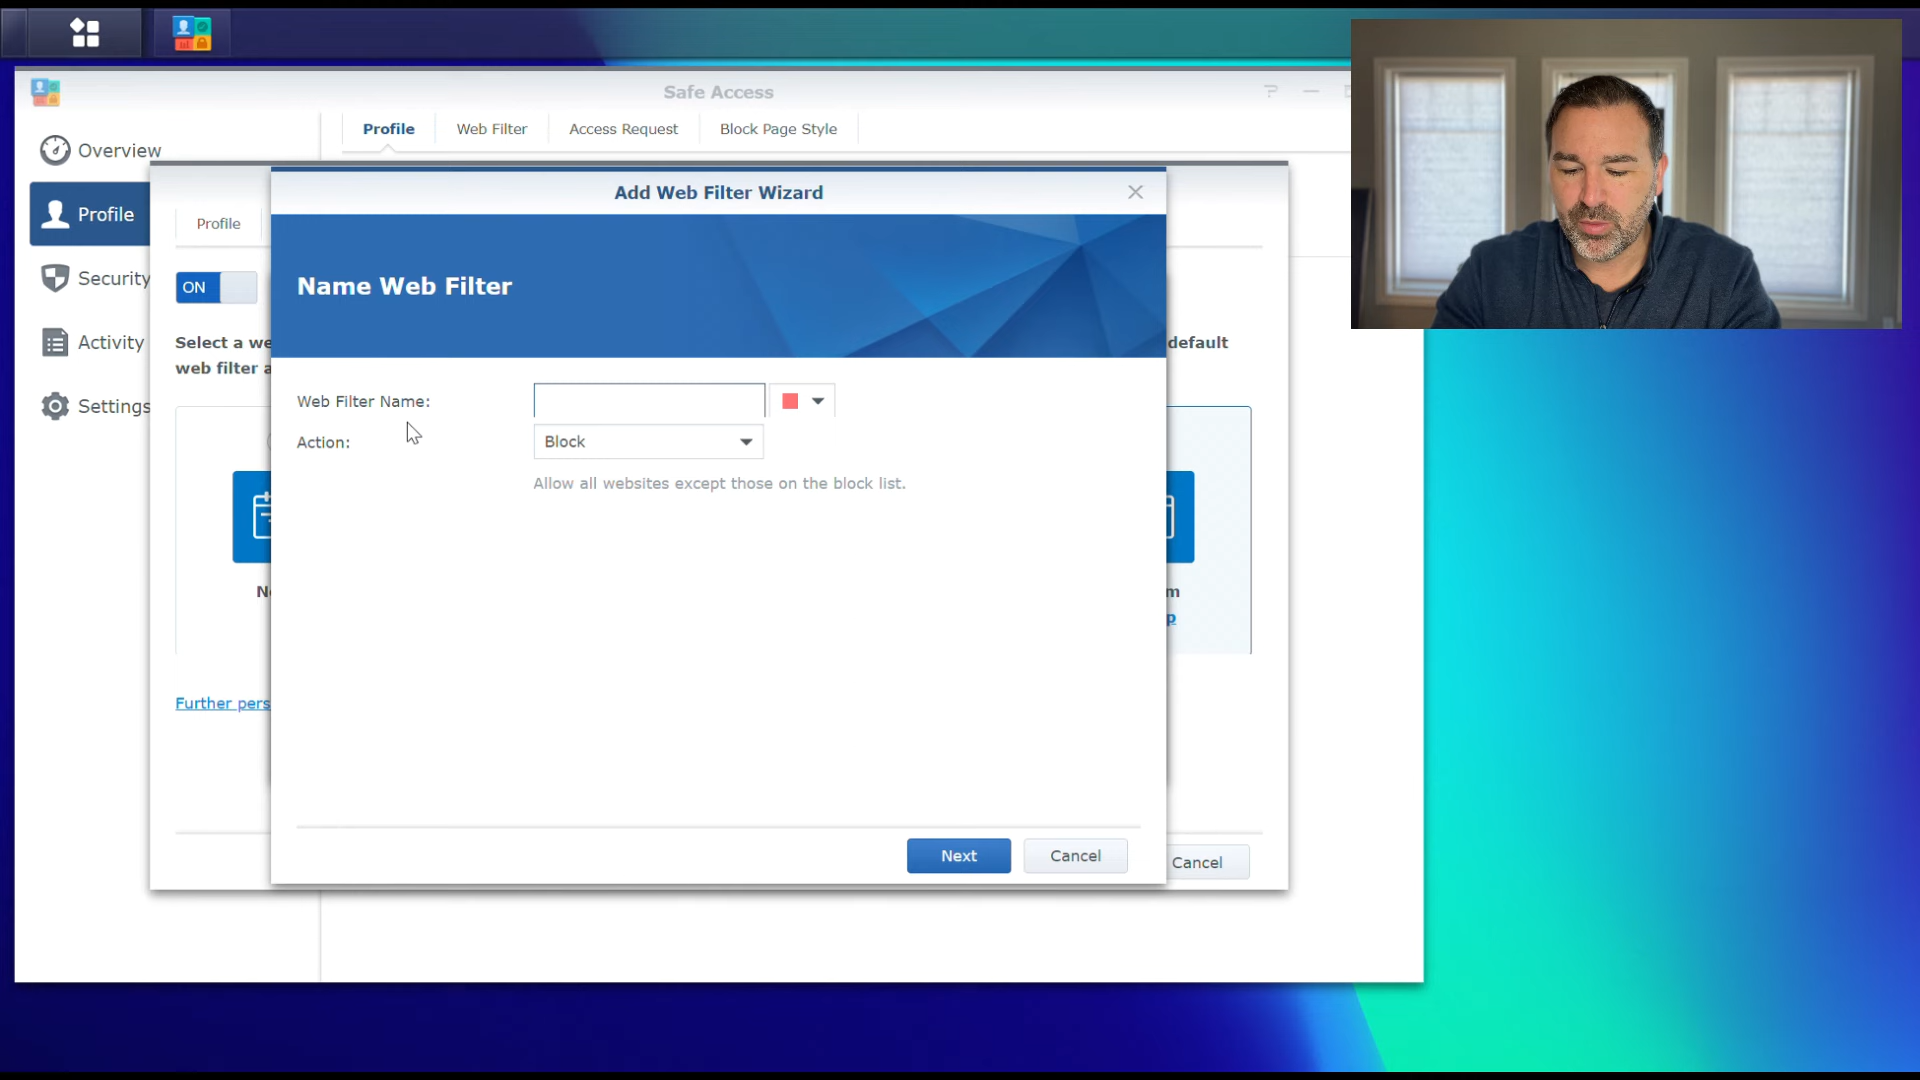 Safe Access
Overview
Profile
Security
Activity
Settings
Profile
Web Filter
Access Request
Block Page Style
Profile
ON
Select a we
default
web filter a
Further pers
Cancel
Add Web Filter Wizard
Name Web Filter
Web Filter Name:
Action:
Block
Allow all websites except those on the block list.
Next
Cancel